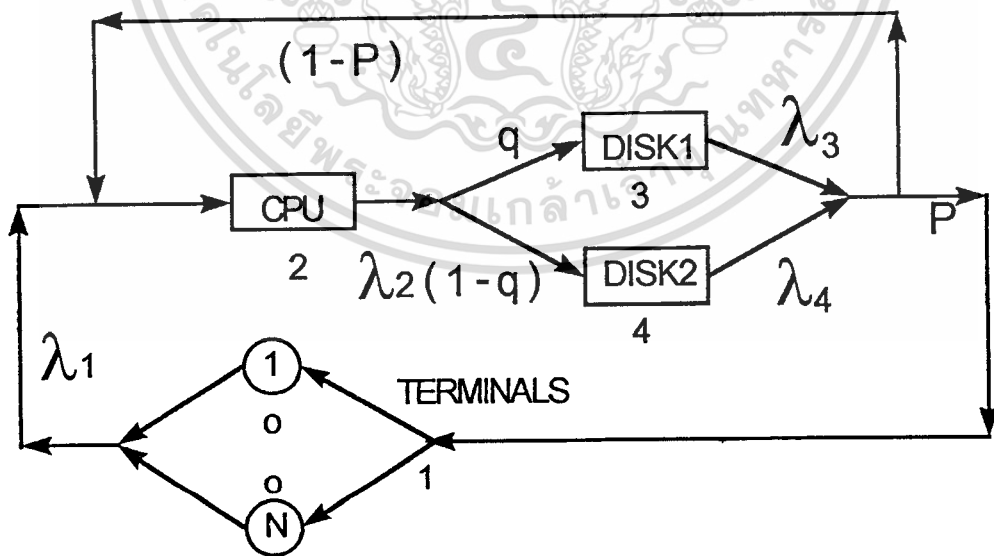 (1-P)
q
DISK1
λ3
3
CPU
2
P
λ2(1-q)
DISK2
λ4
4
λ1
1
TERMINALS
o
o
1
N